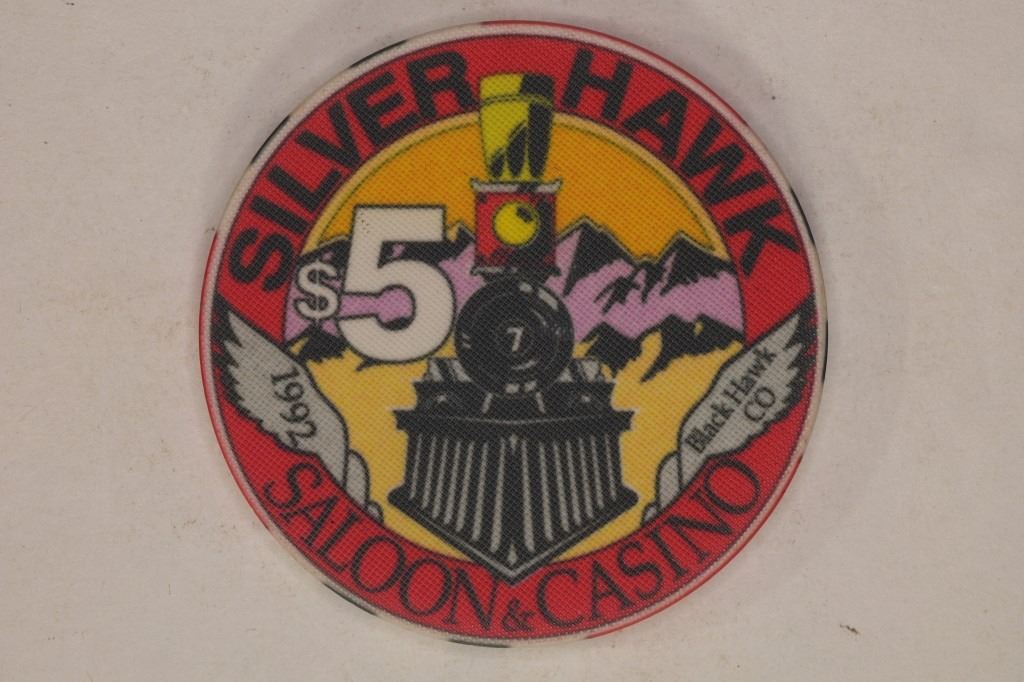 SILVER HAWK
$5
7
1992
Black Hawk
CO
SALOON & CASINO